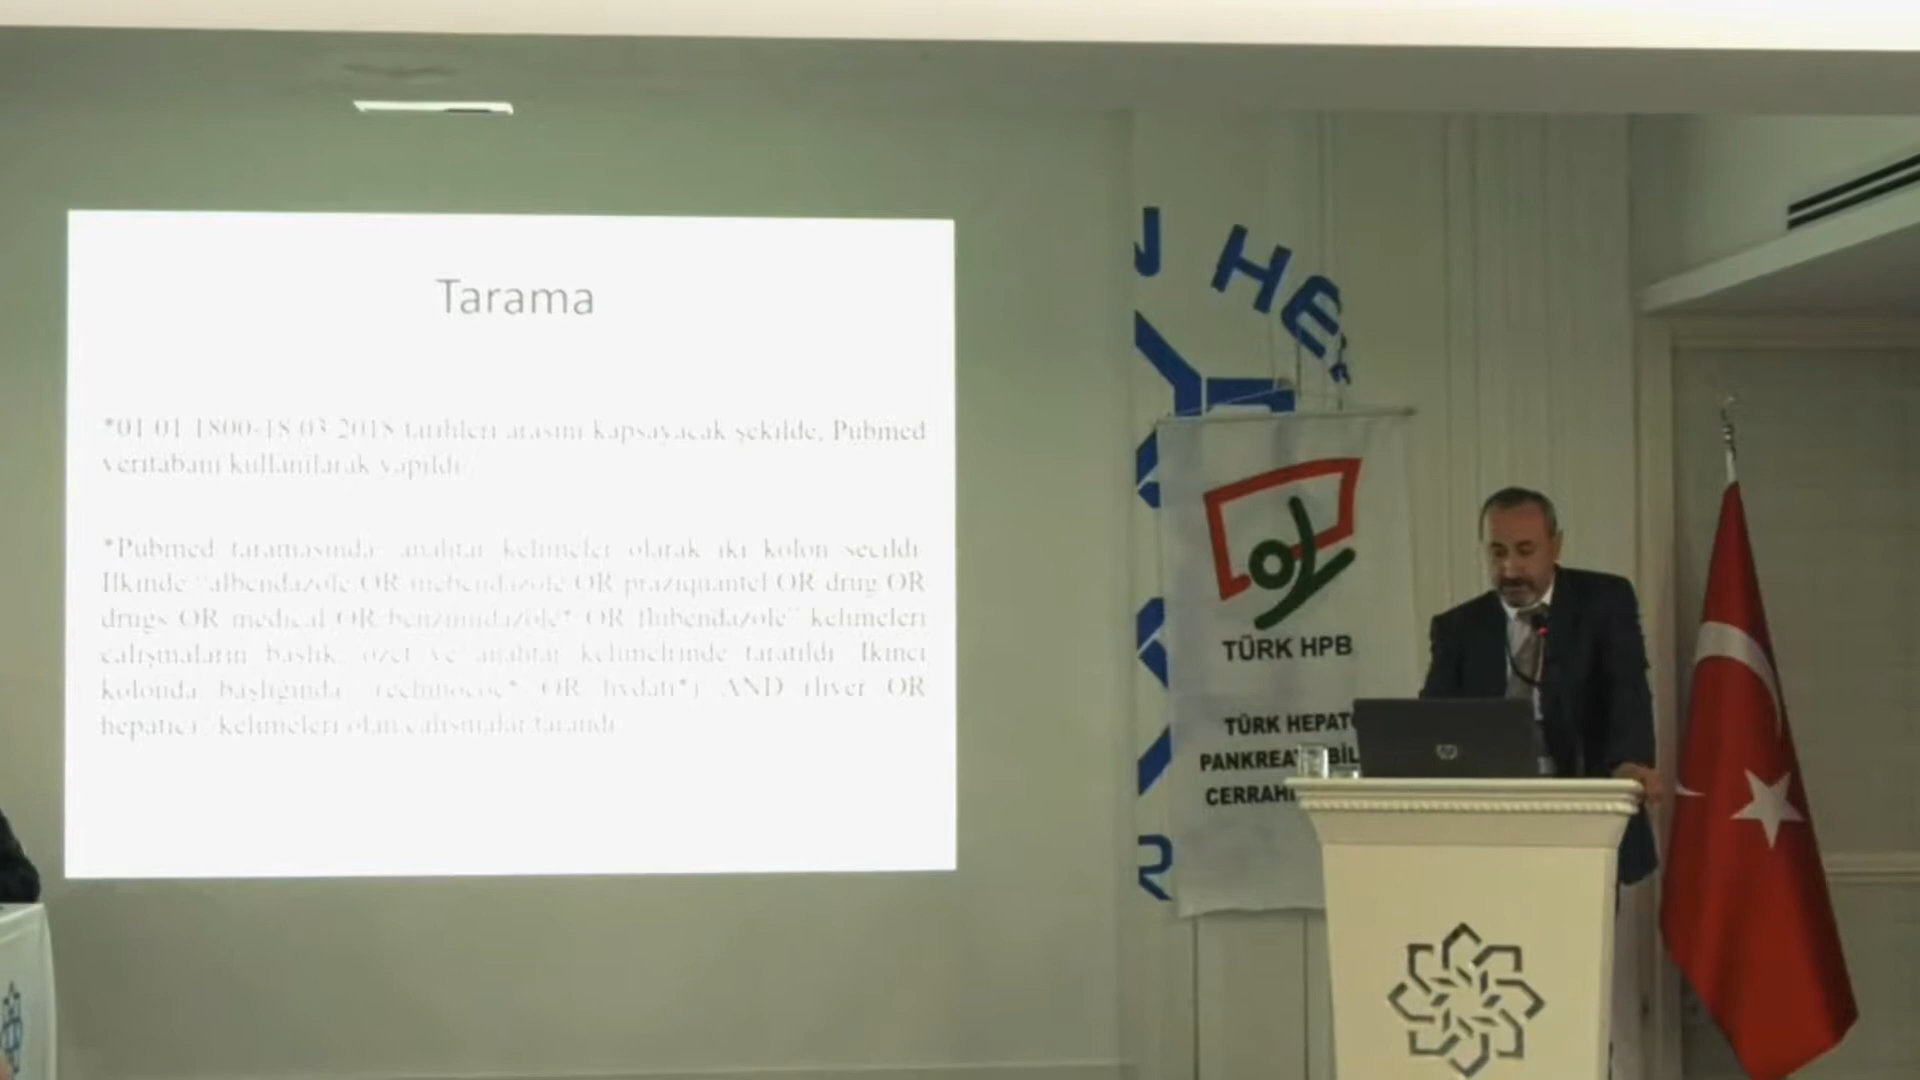 Tarama
*01.01.1800-18.03.2018 tarihleri arasını kapsayacak şekilde, Pubmed
veritabanı kullanılarak yapıldı
*Pubmed taramasında anahtar kelimeler olarak iki kolon seçildi.
İlkinde "albendazole OR mebendazole OR praziquantel OR drug OR
drugs OR medical OR benzimidazole* OR flubendazole" kelimeleri
çalışmaların başlık, özet ve anahtar taratıldı. İkinci
kolonda başlığında OR hydati*) AND (liver OR
hepatic) kelimeleri olan çalışmalar tarandı
HE
TÜRK HPB
TÜRK HEPATO
PANKREA BİL
CERRAHİ
hp